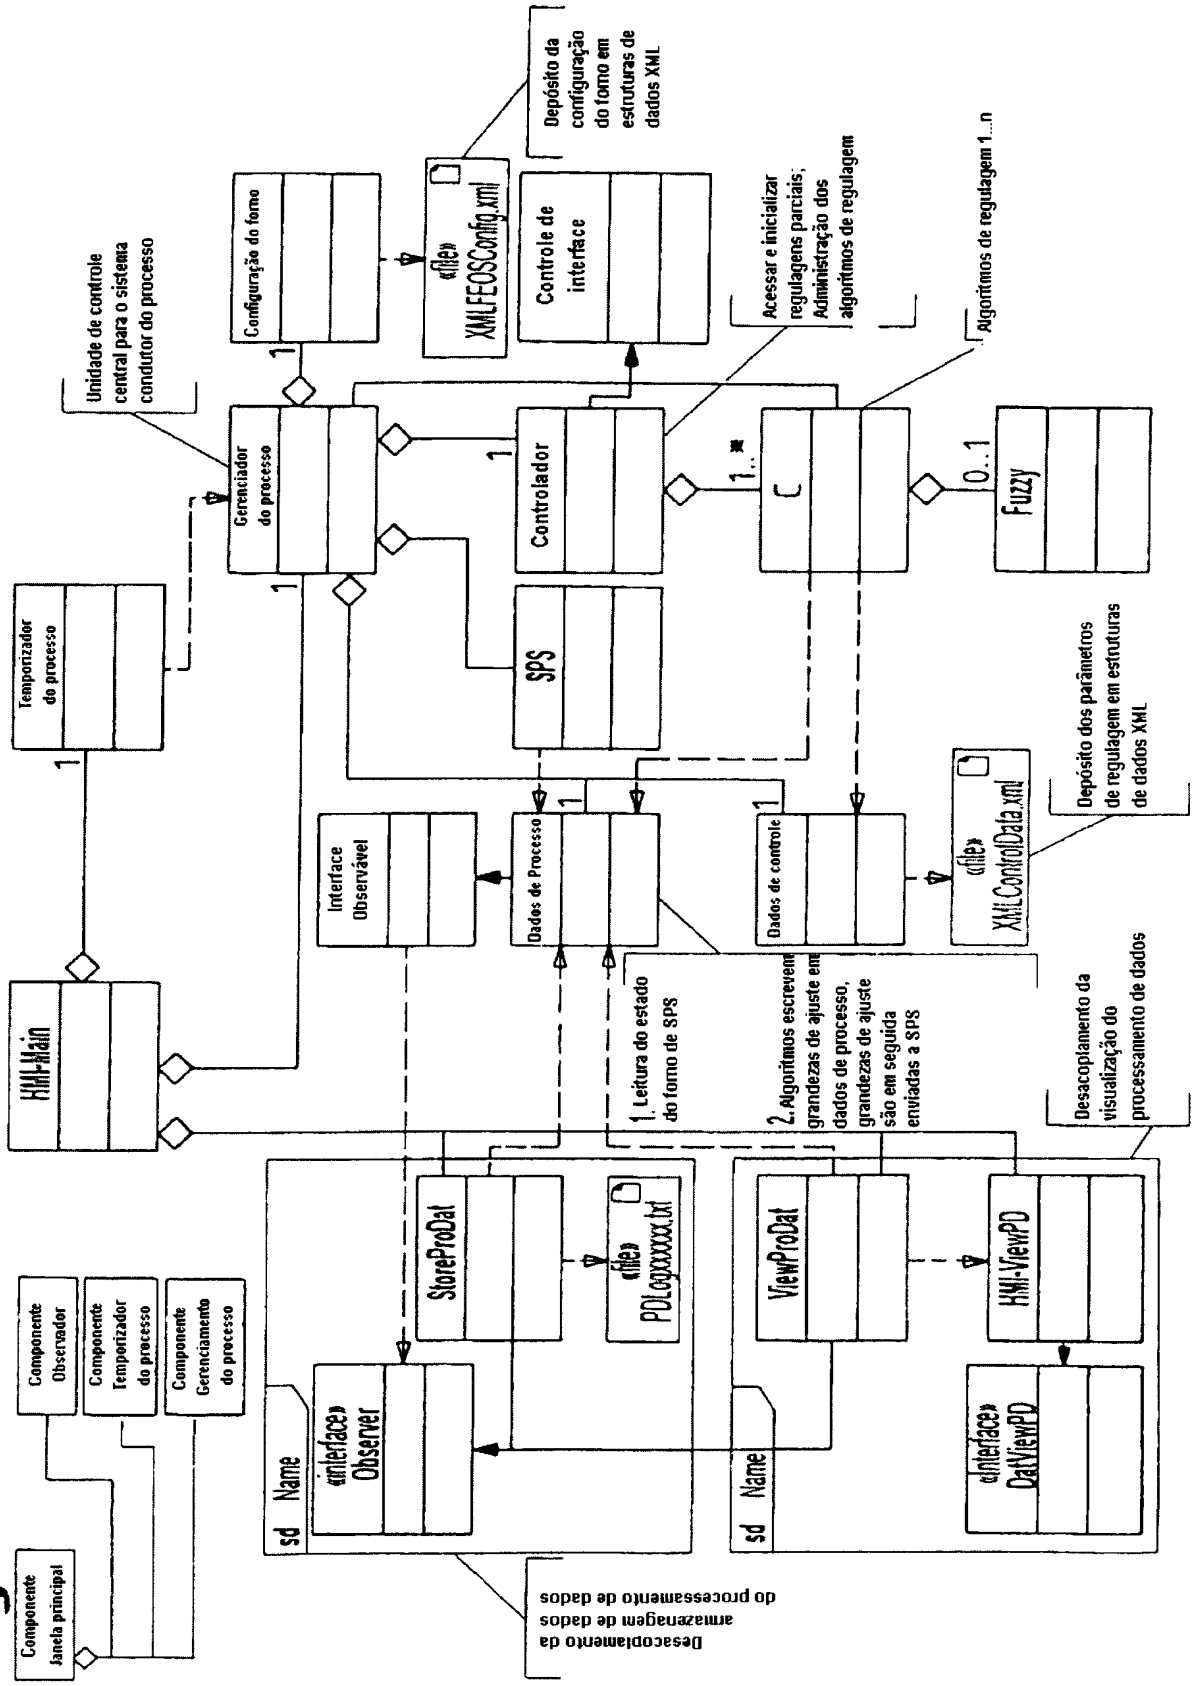 Componente
Janela principal
Componente
Observador
Componente
Temporizador
do processo
Componente
Gerenciamento
do processo
HMI-Main
Temporizador
do processo
1
Unidade de controle
central para o sistema
condutor do processo
Gerenciador
do processo
1
1
Configuração do forno
«file»
XMLFEOSConfig.xml
Depósito da
configuração
do forno em
estruturas de
dados XML
sd Name
«interface»
Observer
StoreProDat
«file»
PDLogxxxxxx.txt
Desacoplamento da
armazenagem de dados
do processamento de dados
Interface
Observável
Dados de Processo
1
SPS
Controlador
1
Controle de
interface
Acessar e inicializar
regulagens parciais;
Administração dos
algoritmos de regulagem
1. Leitura do estado
do forno de SPS
2. Algoritmos escrevem
grandezas de ajuste em
dados de processo,
grandezas de ajuste
são em seguida
enviadas a SPS
sd Name
ViewProDat
HMI-ViewPD
«Interface»
DatViewPD
Desacoplamento da
visualização do
processamento de dados
Dados de controle
1
«file»
XMLControlData.xml
Depósito dos parâmetros
de regulagem em estruturas
de dados XML
C
1..*
Algoritmos de regulagem 1...n
Fuzzy
0..1